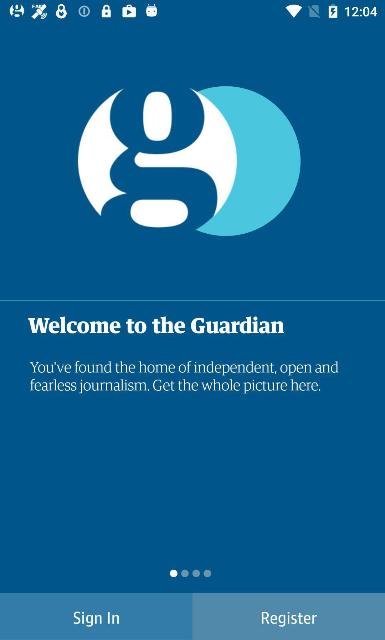 12:04
g
Welcome to the Guardian
You've found the home of independent, open and
fearless journalism. Get the whole picture here.
Sign In
Register